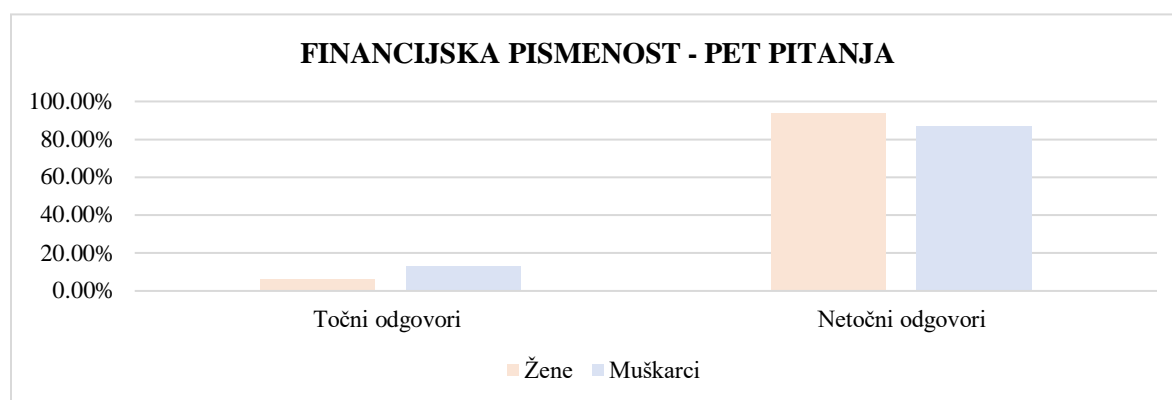 FINANCIJSKA PISMENOST - PET PITANJA
100.00%
80.00%
60.00%
40.00%
20.00%
0.00%
Točni odgovori Netočni odgovori
Žene Muškarci